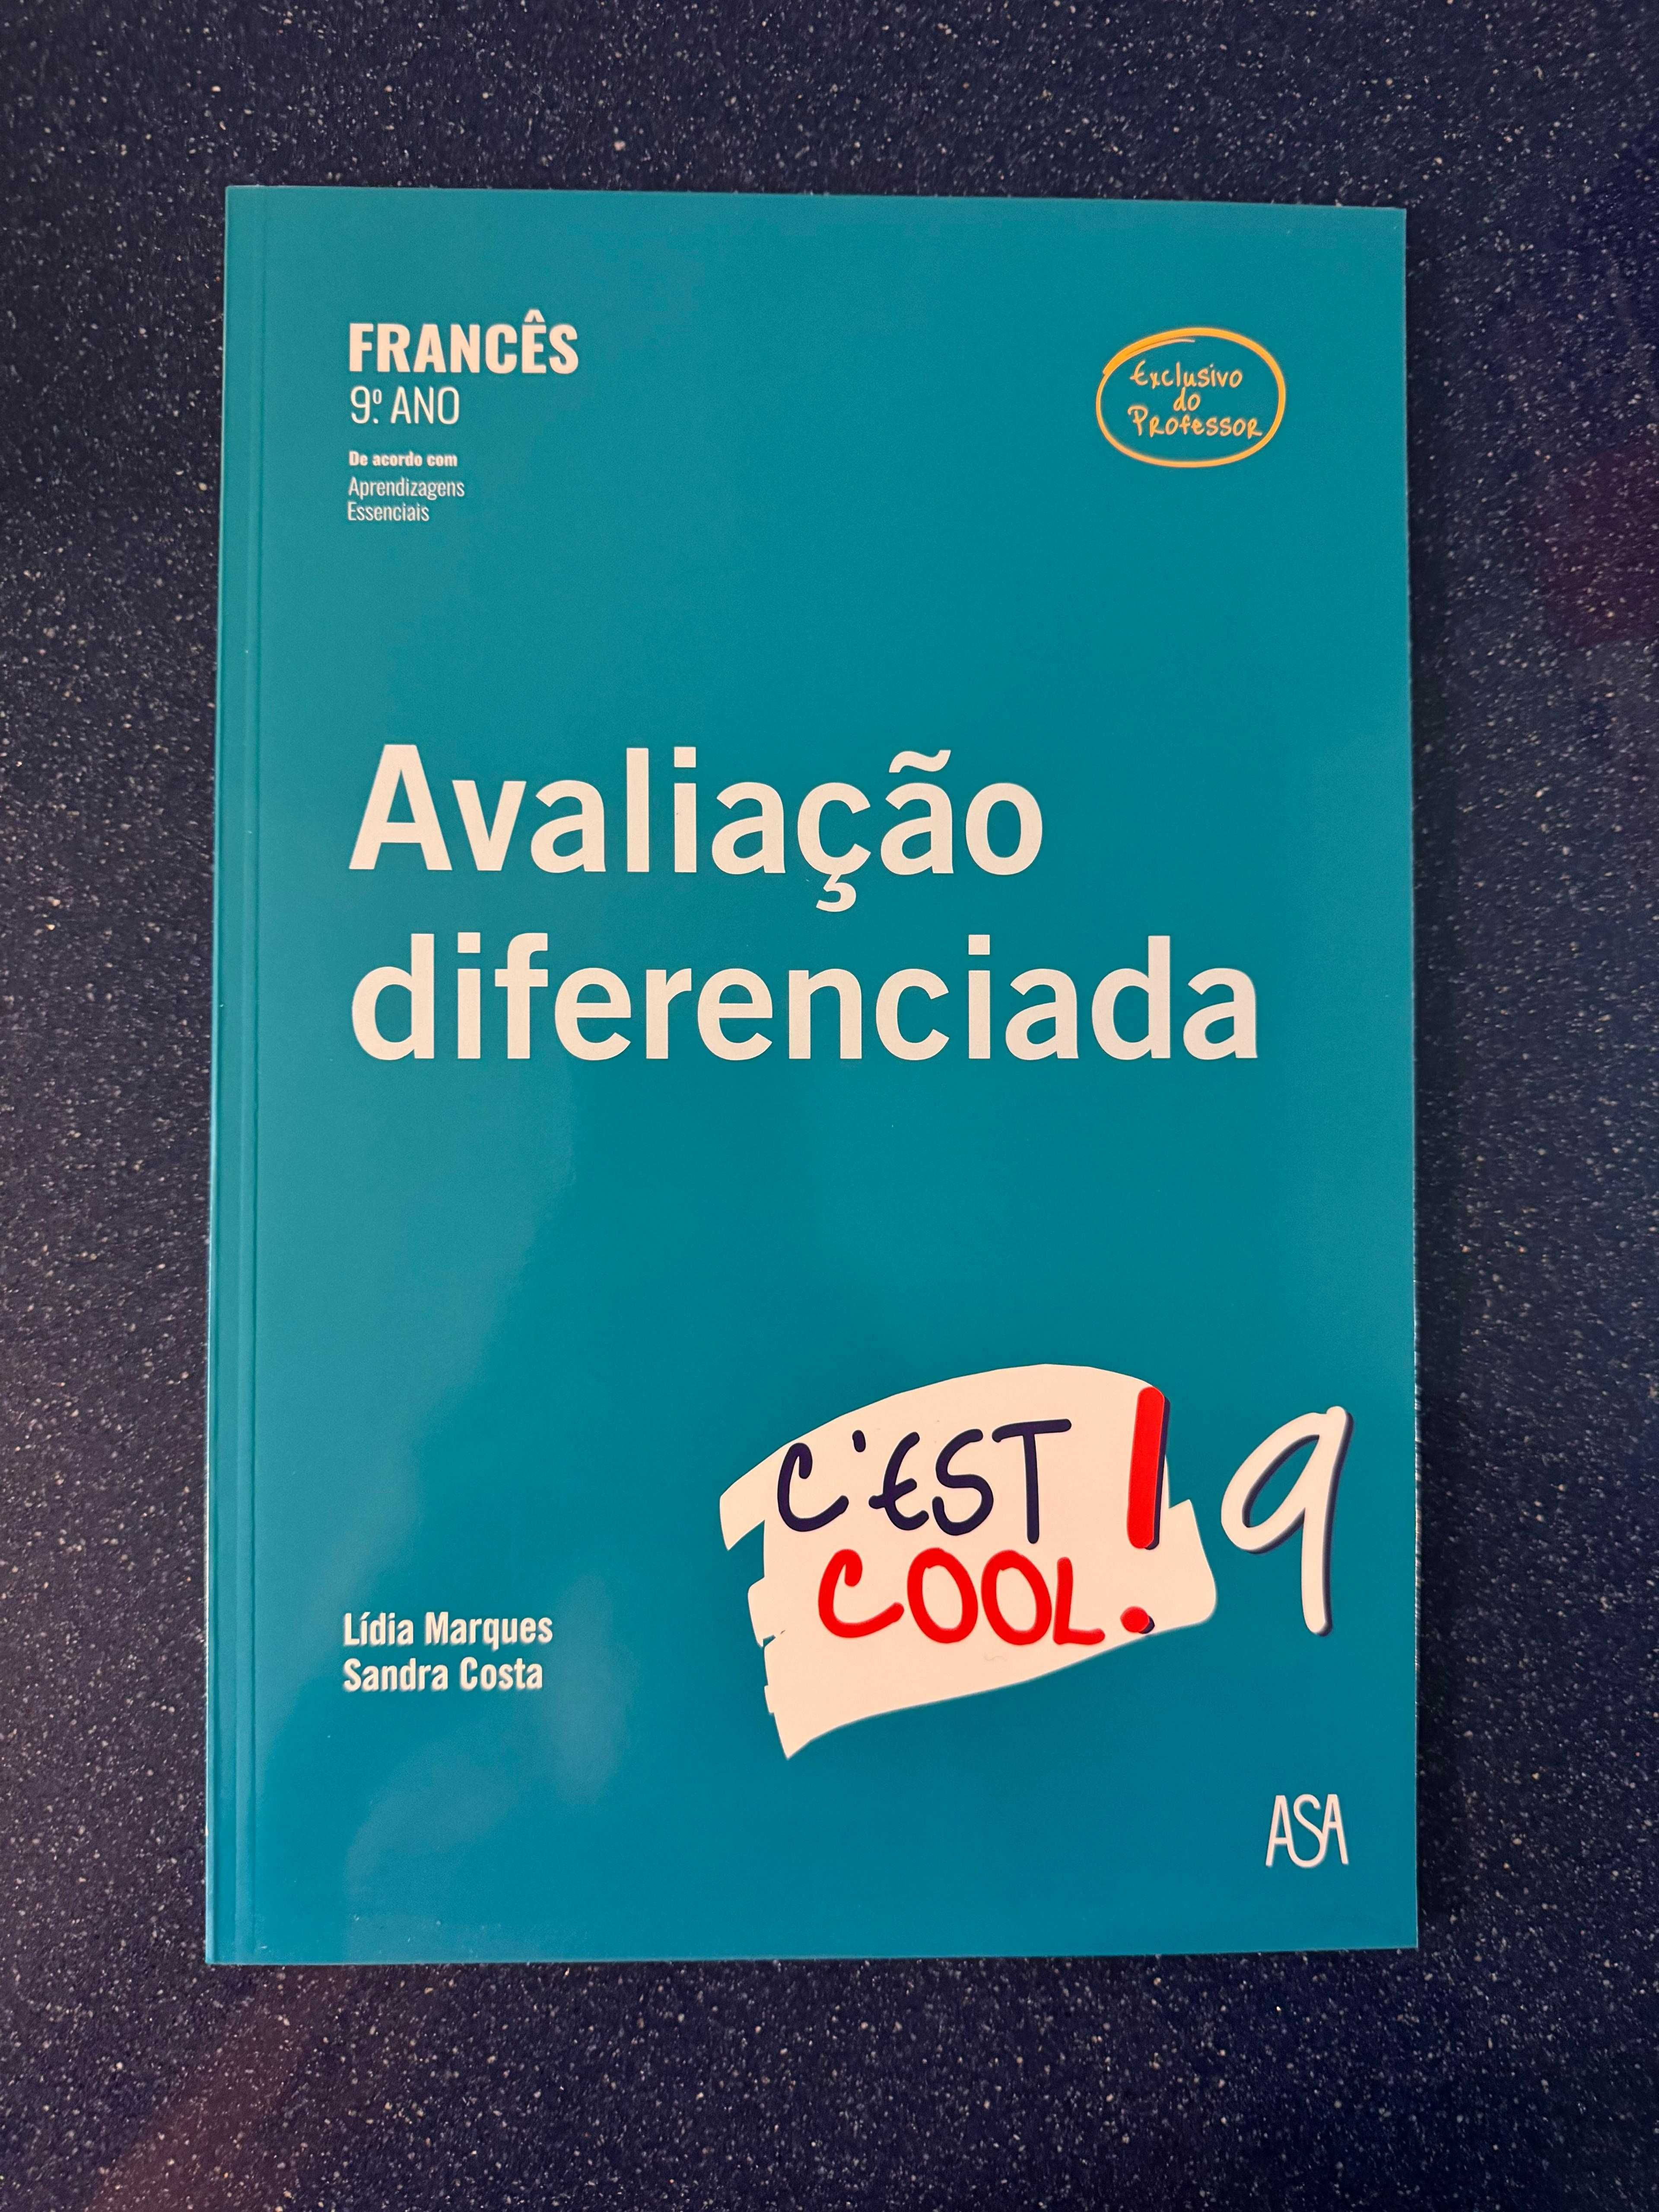 FRANCÊS
9.º ANO
De acordo com
Aprendizagens
Essenciais
Exclusivo
do
Professor
Avaliação
diferenciada
C'EST
COOL!
9
Lídia Marques
Sandra Costa
ASA